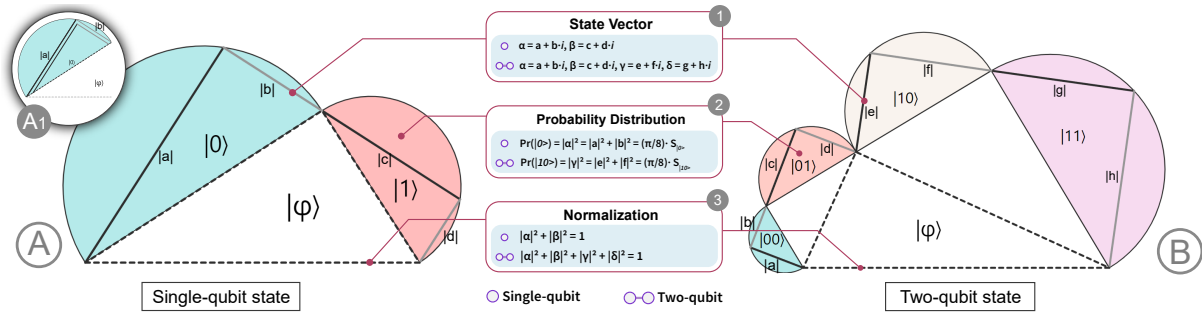 |b|
|a|
|0⟩
|φ⟩
A1
|b|
|a|
|0⟩
|c|
|1⟩
|d|
|φ⟩
A
Single-qubit state
1
State Vector
α = a + b·i, β = c + d·i
α = a + b·i, β = c + d·i, γ = e + f·i, δ = g + h·i
2
Probability Distribution
Pr(|0>) = |α|² = |a|² + |b|² = (π/8)· S|0>
Pr(|10>) = |γ|² = |e|² + |f|² = (π/8)· S|10>
3
Normalization
|α|² + |β|² = 1
|α|² + |β|² + |γ|² + |δ|² = 1
Single-qubit
Two-qubit
|f|
|e|
|10⟩
|g|
|11⟩
|h|
|c|
|d|
|01⟩
|b|
|00⟩
|a|
|φ⟩
B
Two-qubit state